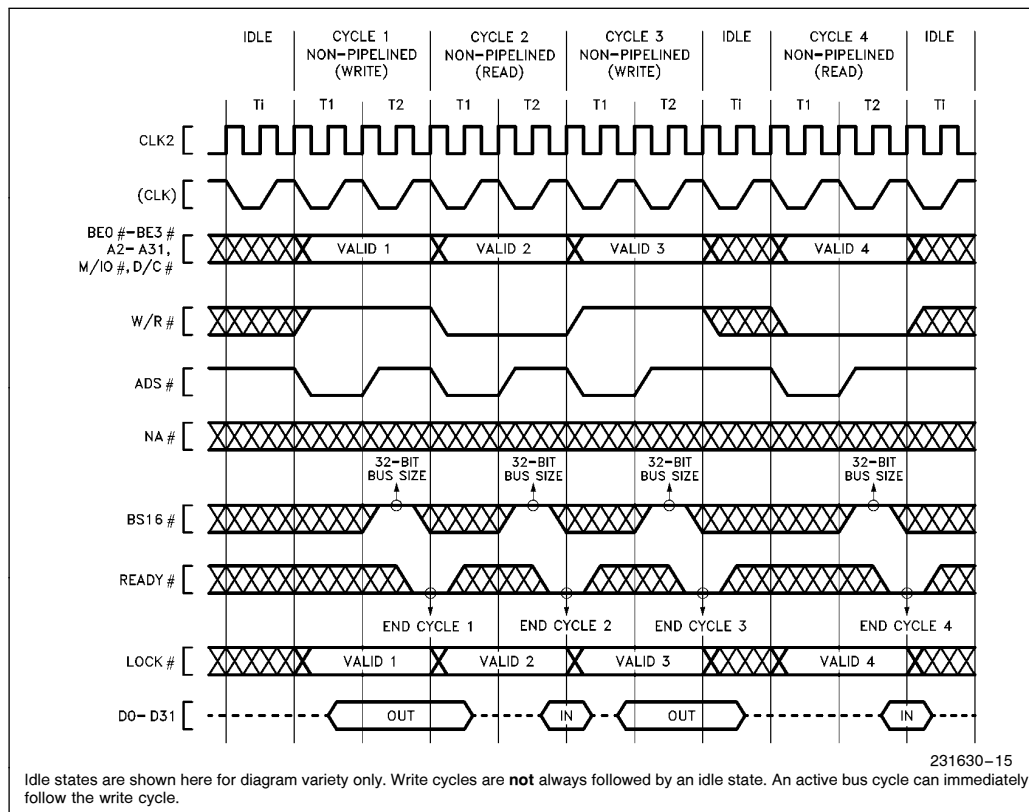 IDLE CYCLE 1 CYCLE 2 CYCLE 3 IDLE CYCLE 4 IDLE
NON-PIPELINED NON-PIPELINED NON-PIPELINED NON-PIPELINED
(WRITE) (READ) (WRITE) (READ)
Ti T1 T2 T1 T2 T1 T2 Ti T1 T2 Ti
CLK2
(CLK)
BE0 #-BE3 #
A2-A31,
M/IO #, D/C #
VALID 1 VALID 2 VALID 3 VALID 4
W/R #
ADS #
NA #
32-BIT 32-BIT 32-BIT 32-BIT
BUS SIZE BUS SIZE BUS SIZE BUS SIZE
BS16 #
READY #
END CYCLE 1 END CYCLE 2 END CYCLE 3 END CYCLE 4
LOCK # VALID 1 VALID 2 VALID 3 VALID 4
D0-D31 OUT IN OUT IN
231630-15
Idle states are shown here for diagram variety only. Write cycles are not always followed by an idle state. An active bus cycle can immediately
follow the write cycle.